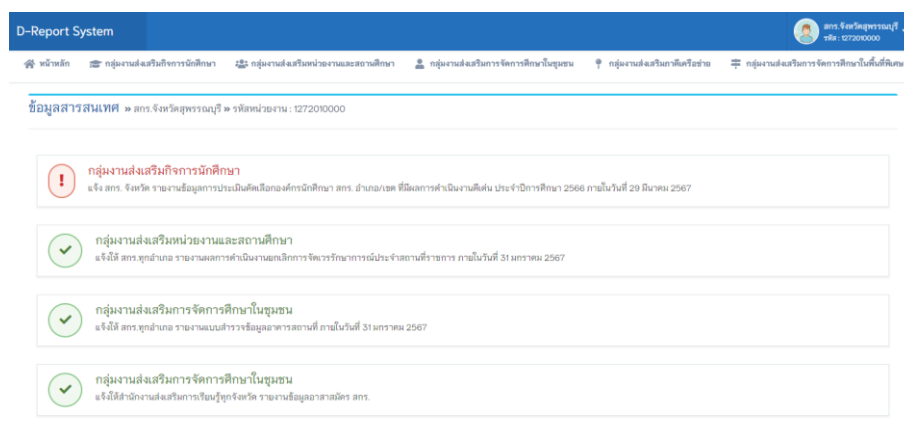 D-Report System
สกร.จังหวัดสุพรรณบุรี
รหัส : 1272010000
หน้าหลัก กลุ่มงานส่งเสริมกิจการนักศึกษา กลุ่มงานส่งเสริมหน่วยงานและสถานศึกษา กลุ่มงานส่งเสริมการจัดการศึกษาในชุมชน กลุ่มงานส่งเสริมภาคีเครือข่าย กลุ่มงานส่งเสริมการจัดการศึกษาในพื้นที่พิเศษ
ข้อมูลสารสนเทศ » สกร.จังหวัดสุพรรณบุรี » รหัสหน่วยงาน : 1272010000
กลุ่มงานส่งเสริมกิจการนักศึกษา
แจ้ง สกร. จังหวัด รายงานข้อมูลการประเมินคัดเลือกองค์กรนักศึกษา สกร. อำเภอ/เขต ที่มีผลการดำเนินงานดีเด่น ประจำปีการศึกษา 2566 ภายในวันที่ 29 มีนาคม 2567
กลุ่มงานส่งเสริมหน่วยงานและสถานศึกษา
แจ้งให้ สกร.ทุกอำเภอ รายงานผลการดำเนินงานยกเลิกการจัดเวรรักษาการณ์ประจำสถานที่ราชการ ภายในวันที่ 31 มกราคม 2567
กลุ่มงานส่งเสริมการจัดการศึกษาในชุมชน
แจ้งให้ สกร.ทุกอำเภอ รายงานแบบสำรวจข้อมูลอาคารสถานที่ ภายในวันที่ 31 มกราคม 2567
กลุ่มงานส่งเสริมการจัดการศึกษาในชุมชน
แจ้งให้สำนักงานส่งเสริมการเรียนรู้ทุกจังหวัด รายงานข้อมูลอาสาสมัคร สกร.